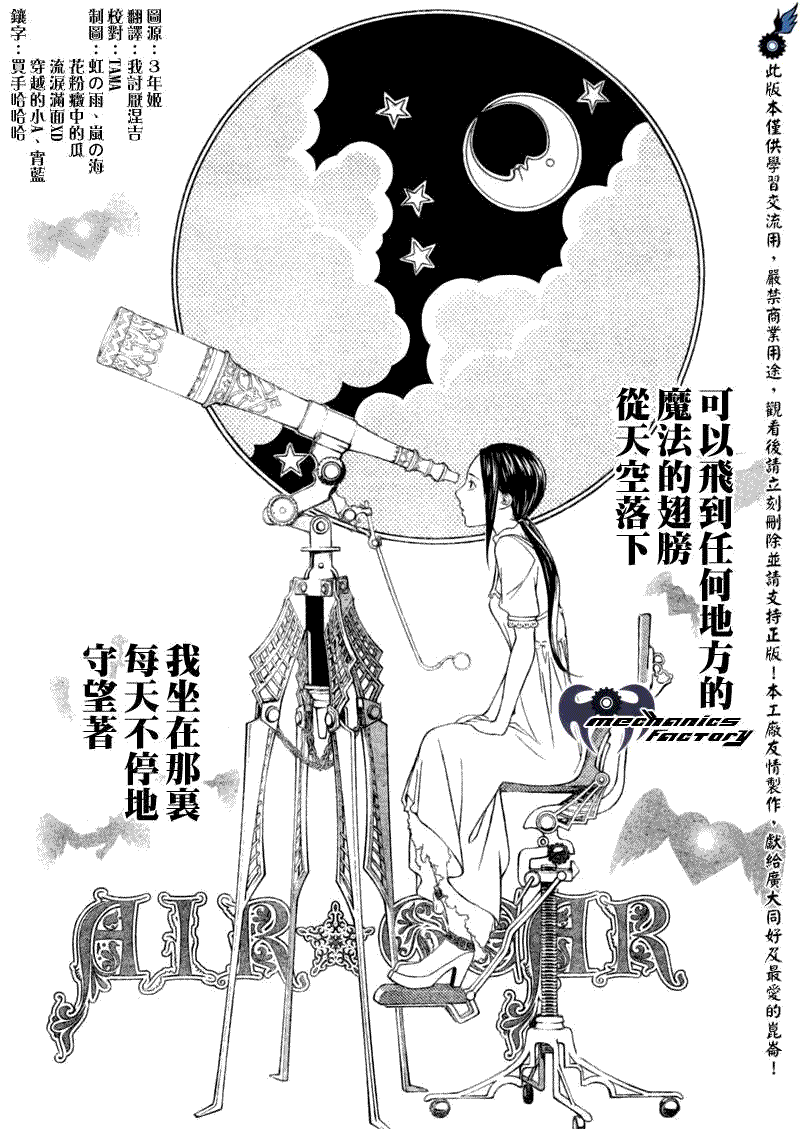 此版本僅供學習交流用，嚴禁商業用途，觀看後請立刻刪除並請支持正版！本工廠友情製作，獻給廣大同好及最愛的崑崙！
可以飛到任何地方的
魔法的翅膀
從天空落下
mechanics
Factory
圖源：３年姬
翻譯：我討厭涅吉
校對：TAMA
制圖：虹の雨、嵐の海
花粉癥中的瓜
流淚滿面XD
穿越的小A、宵藍
鑲字：買手哈哈哈
我坐在那裏
每天不停地
守望著
AIR GEAR